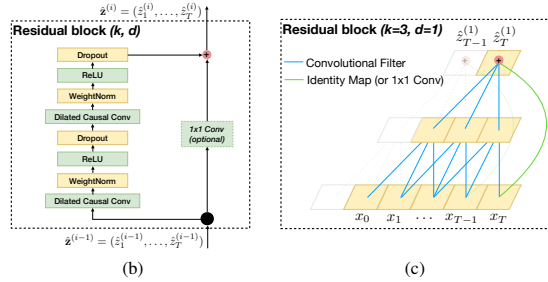 ẑ^(i) = (ẑ_1^(i), . . . , ẑ_T^(i))
Residual block (k, d)
Dropout
ReLU
WeightNorm
Dilated Causal Conv
Dropout
ReLU
WeightNorm
Dilated Causal Conv
+
1x1 Conv
(optional)
ẑ^(i−1) = (ẑ_1^(i−1), . . . , ẑ_T^(i−1))
(b)
Residual block (k=3, d=1)
ẑ_{T−1}^(1) ẑ_T^(1)
+ +
Convolutional Filter
Identity Map (or 1x1 Conv)
x_0 x_1 . . . x_{T−1} x_T
(c)